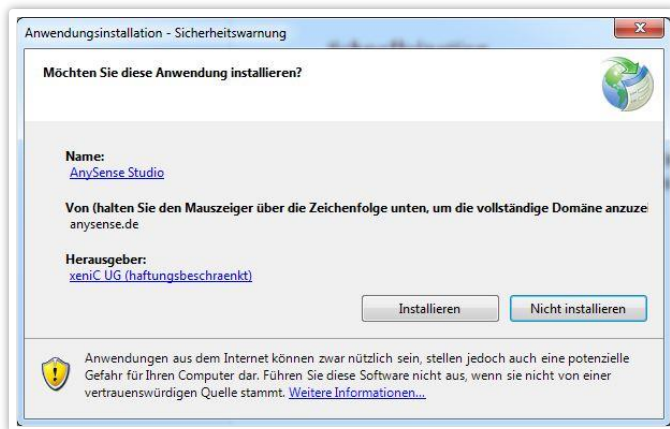 Anwendungsinstallation - Sicherheitswarnung
Möchten Sie diese Anwendung installieren?
Name:
AnySense Studio
Von (halten Sie den Mauszeiger über die Zeichenfolge unten, um die vollständige Domäne anzuzei
anysense.de
Herausgeber:
xeniC UG (haftungsbeschraenkt)
Installieren
Nicht installieren
Anwendungen aus dem Internet können zwar nützlich sein, stellen jedoch auch eine potenzielle
Gefahr für Ihren Computer dar. Führen Sie diese Software nicht aus, wenn sie nicht von einer
vertrauenswürdigen Quelle stammt. Weitere Informationen...